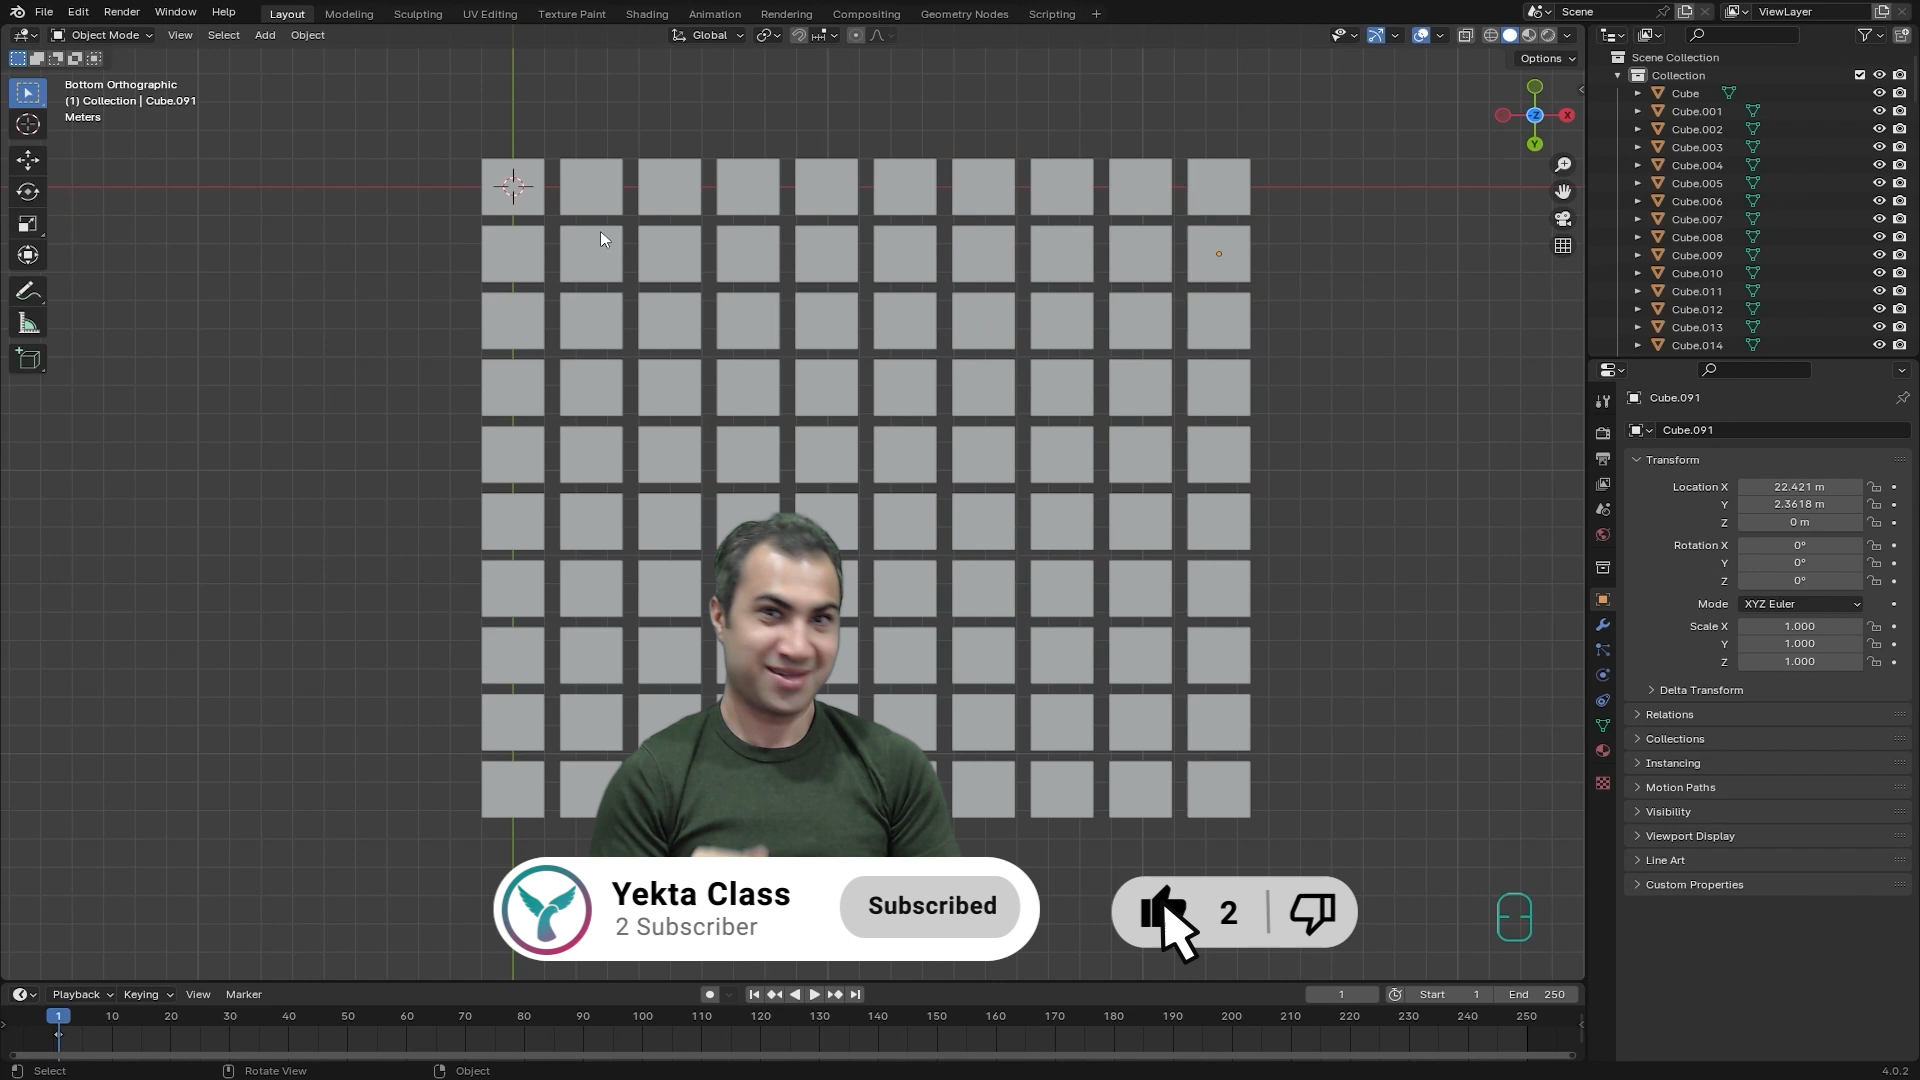 File Edit Render Window Help Layout Modeling Sculpting UV Editing Texture Paint Shading Animation Rendering Compositing Geometry Nodes Scripting + Scene ViewLayer
Object Mode View Select Add Object Global
Options
Bottom Orthographic
(1) Collection | Cube.091
Meters
X
-Z
Y
Scene Collection
Collection
Cube
Cube.001
Cube.002
Cube.003
Cube.004
Cube.005
Cube.006
Cube.007
Cube.008
Cube.009
Cube.010
Cube.011
Cube.012
Cube.013
Cube.014
Cube.091
Cube.091
Transform
Location X 22.421 m
Y 2.3618 m
Z 0 m
Rotation X 0°
Y 0°
Z 0°
Mode XYZ Euler
Scale X 1.000
Y 1.000
Z 1.000
Delta Transform
Relations
Collections
Instancing
Motion Paths
Visibility
Viewport Display
Line Art
Custom Properties
Yekta Class
2 Subscriber
Subscribed
2
Playback Keying View Marker 1 Start 1 End 250
1 10 20 30 40 50 60 70 80 90 100 110 120 130 140 150 160 170 180 190 200 210 220 230 240 250
Select Rotate View Object 4.0.2